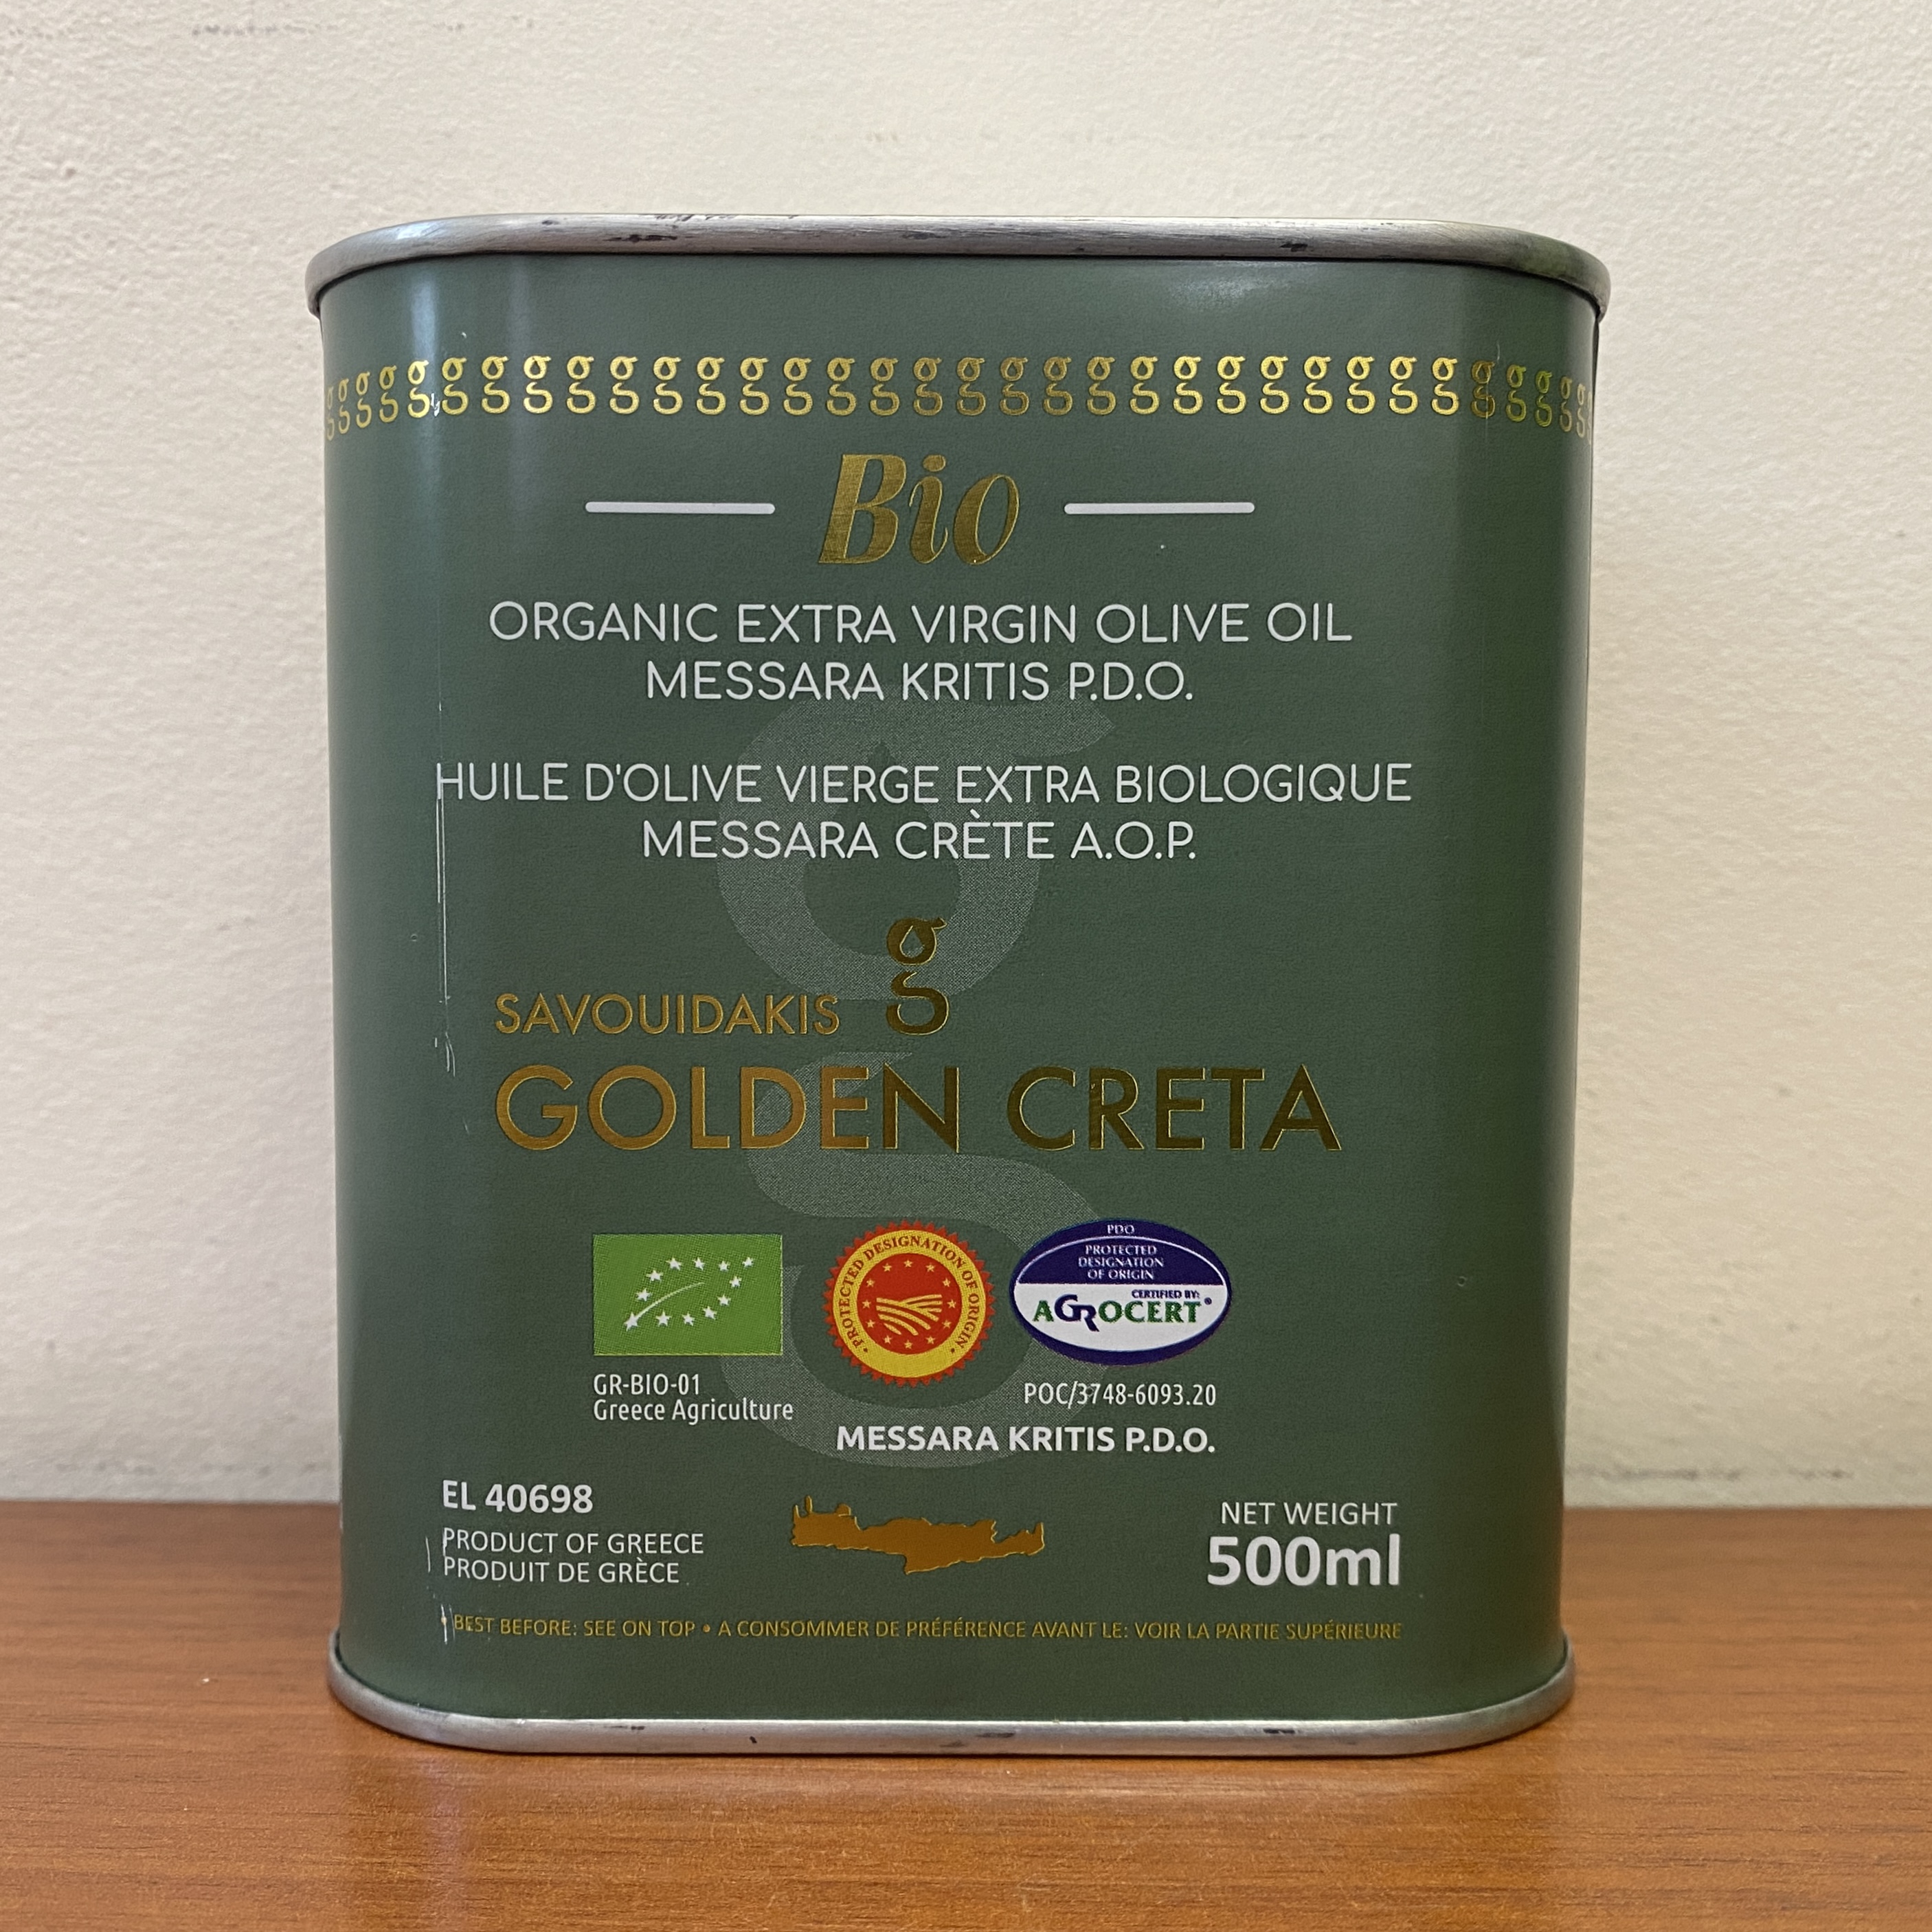 Bio
ORGANIC EXTRA VIRGIN OLIVE OIL
MESSARA KRITIS P.D.O.
HUILE D'OLIVE VIERGE EXTRA BIOLOGIQUE
MESSARA CRÈTE A.O.P.
g
SAVOUIDAKIS
GOLDEN CRETA
PROTECTED DESIGNATION OF ORIGIN
PDO
PROTECTED
DESIGNATION
OF ORIGIN
CERTIFIED BY:
AGROCERT®
GR-BIO-01
Greece Agriculture
POC/3748-6093.20
MESSARA KRITIS P.D.O.
EL 40698
PRODUCT OF GREECE
PRODUIT DE GRÈCE
NET WEIGHT
500ml
• BEST BEFORE: SEE ON TOP • A CONSOMMER DE PRÉFÉRENCE AVANT LE: VOIR LA PARTIE SUPÉRIEURE